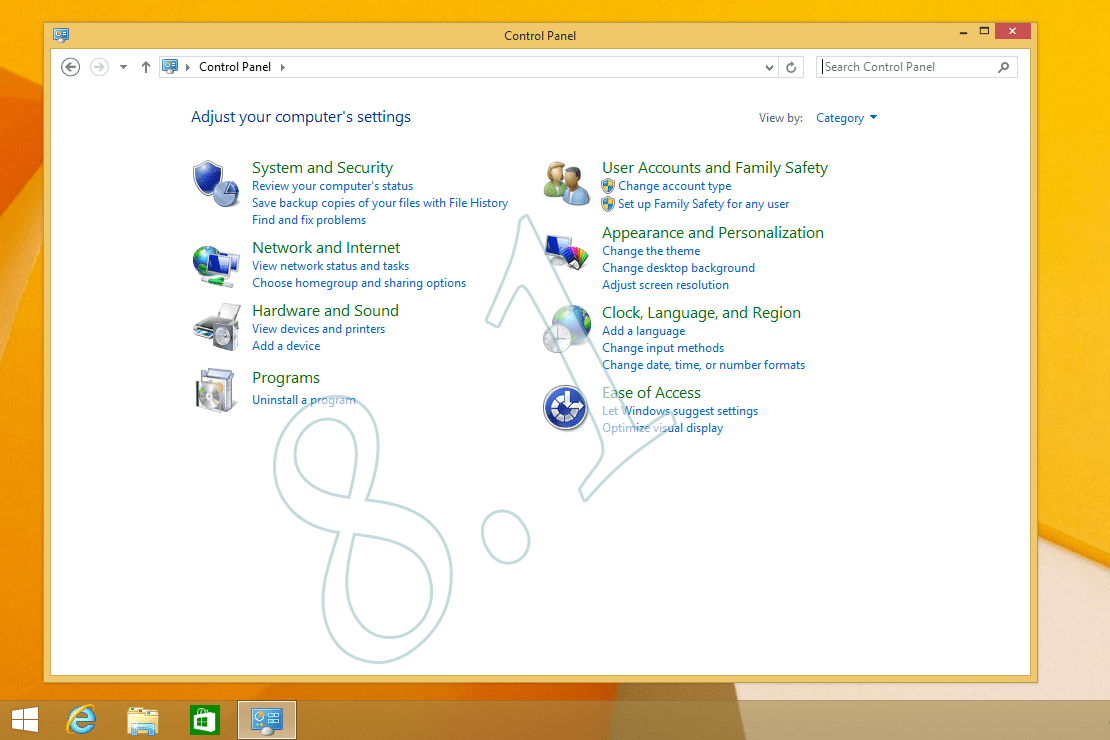 Control Panel
Control Panel
Search Control Panel
Adjust your computer's settings
View by: Category
System and Security
Review your computer's status
Save backup copies of your files with File History
Find and fix problems
Network and Internet
View network status and tasks
Choose homegroup and sharing options
Hardware and Sound
View devices and printers
Add a device
Programs
Uninstall a program
User Accounts and Family Safety
Change account type
Set up Family Safety for any user
Appearance and Personalization
Change the theme
Change desktop background
Adjust screen resolution
Clock, Language, and Region
Add a language
Change input methods
Change date, time, or number formats
Ease of Access
Let Windows suggest settings
Optimize visual display
8.1